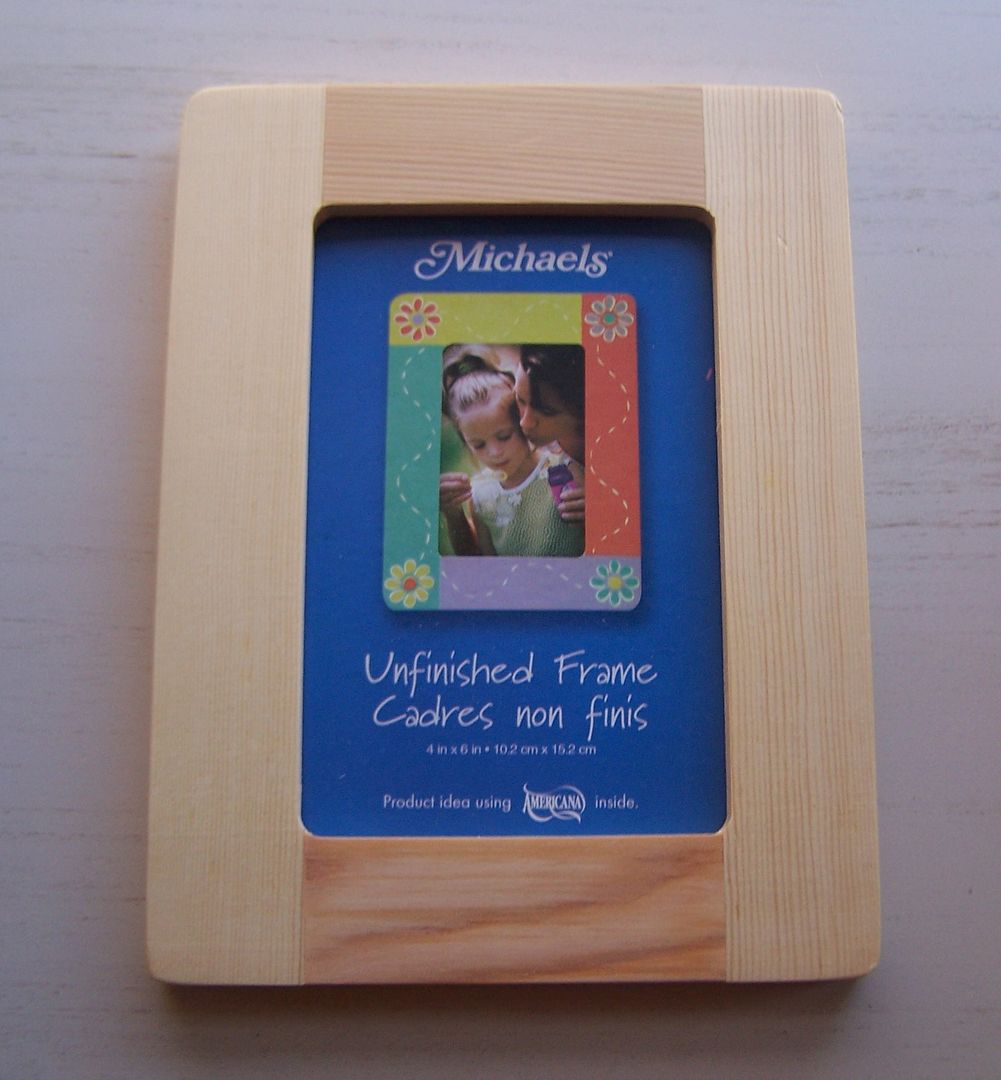 Michaels
Unfinished Frame
Cadres non finis
4 in x 6 in • 10.2 cm x 15.2 cm
Product idea using AMERICANA inside.